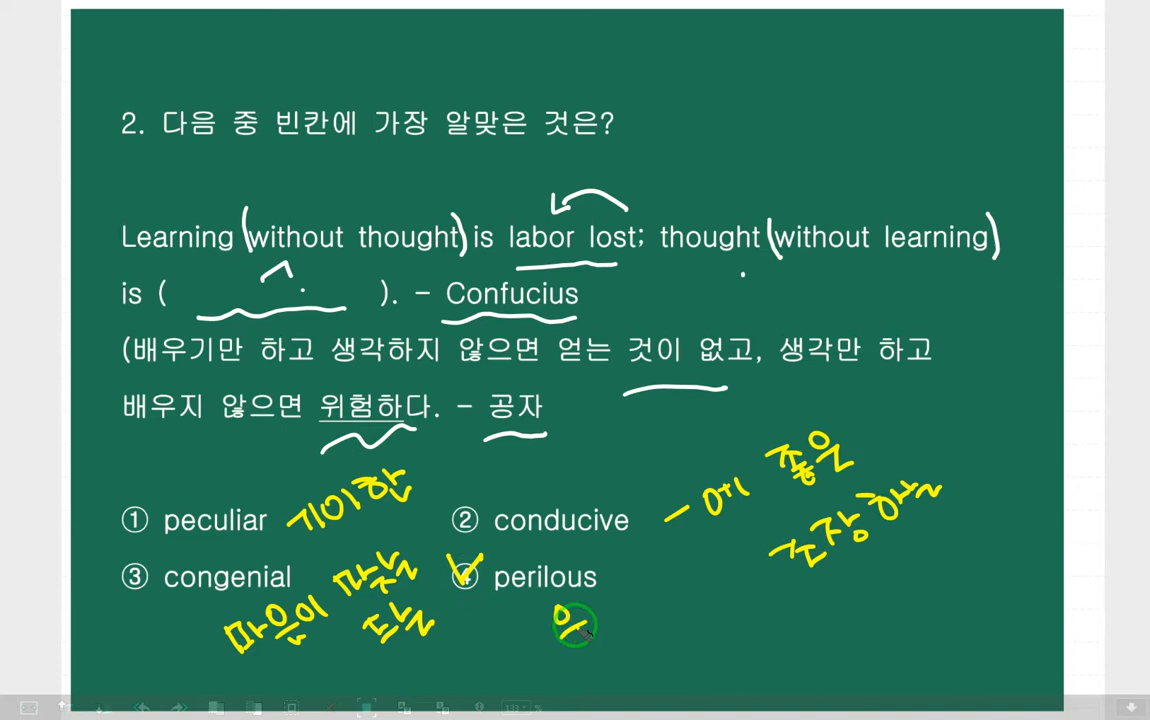 2. 다음 중 빈칸에 가장 알맞은 것은?
Learning (without thought) is labor lost; thought (without learning)
is ( ). - Confucius
(배우기만 하고 생각하지 않으면 얻는 것이 없고, 생각만 하고
배우지 않으면 위험하다. - 공자
① peculiar 기이한 ② conducive -에 좋은
조장하는
③ congenial 마음이 맞는 ④ perilous
133 %